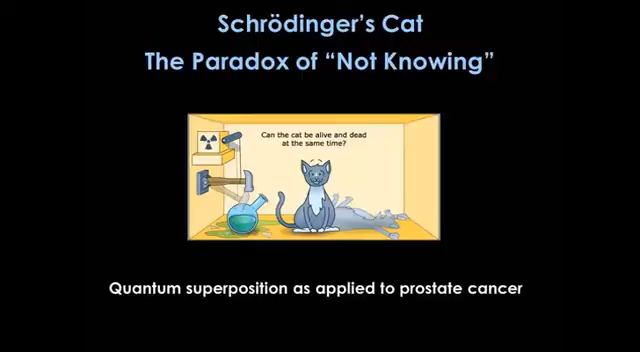 Schrödinger’s Cat
The Paradox of “Not Knowing”
Can the cat be alive and dead
at the same time?
Quantum superposition as applied to prostate cancer